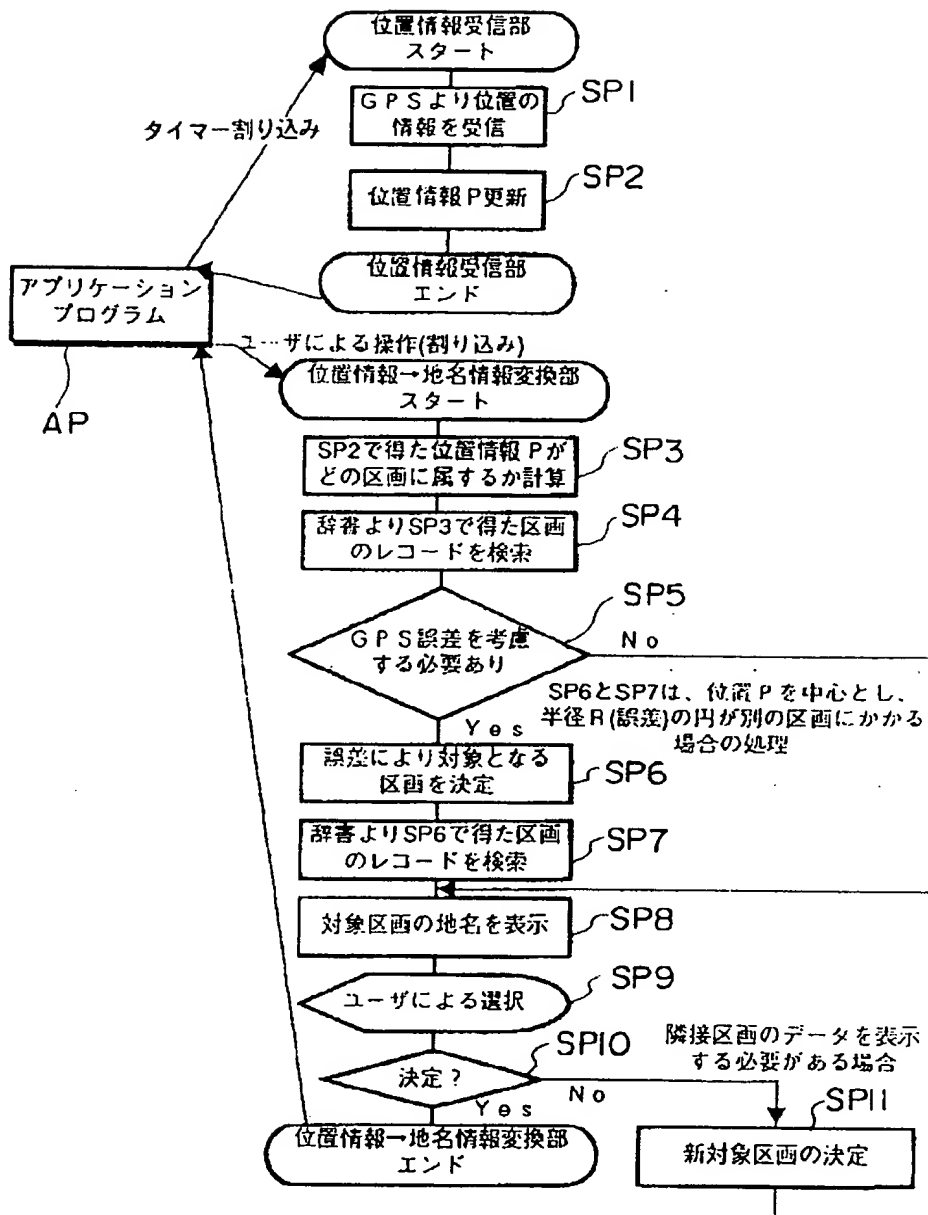 位置情報受信部
スタート
SP1
GPSより位置の
情報を受信
タイマー割り込み
SP2
位置情報P更新
位置情報受信部
エンド
アプリケーション
プログラム
ユーザによる操作(割り込み)
AP
位置情報→地名情報変換部
スタート
SP3
SP2で得た位置情報Pが
どの区画に属するか計算
SP4
辞書よりSP3で得た区画
のレコードを検索
SP5
GPS誤差を考慮
する必要あり
No
SP6とSP7は、位置Pを中心とし、
半径R(誤差)の円が別の区画にかかる
場合の処理
Yes
誤差により対象となる
区画を決定
SP6
辞書よりSP6で得た区画
のレコードを検索
SP7
対象区画の地名を表示
SP8
ユーザによる選択
SP9
SP10
決定?
隣接区画のデータを表示
する必要がある場合
No
Yes
SP11
新対象区画の決定
位置情報→地名情報変換部
エンド